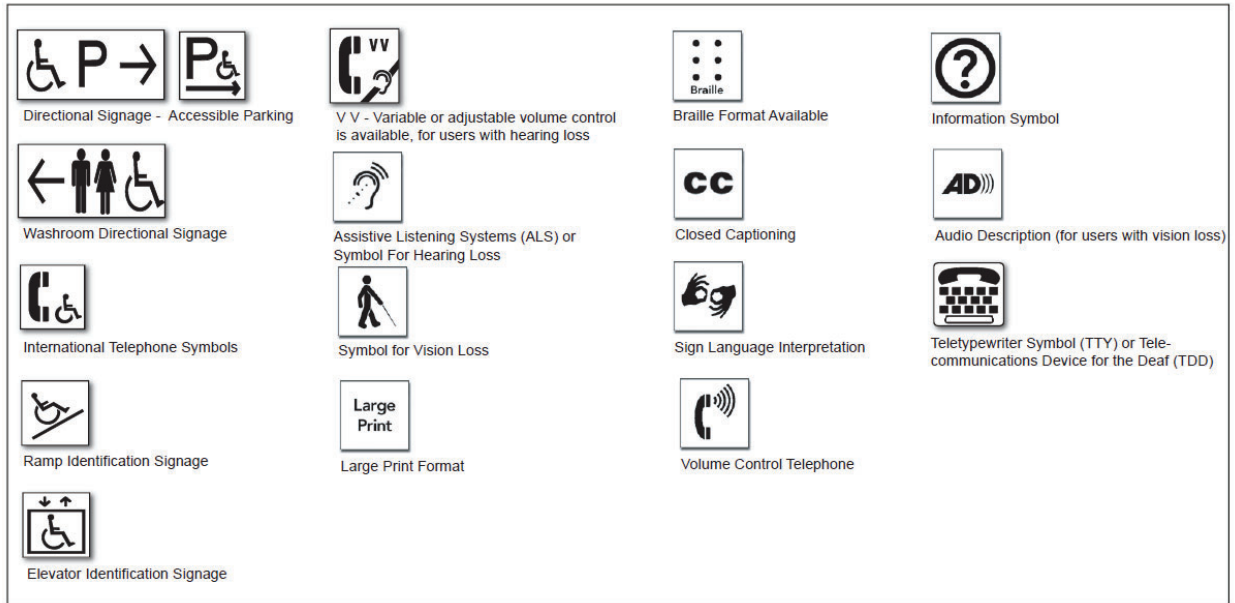 P
P
Directional Signage - Accessible Parking
Washroom Directional Signage
International Telephone Symbols
Ramp Identification Signage
Elevator Identification Signage
VV
V V - Variable or adjustable volume control
is available, for users with hearing loss
Assistive Listening Systems (ALS) or
Symbol For Hearing Loss
Symbol for Vision Loss
Large
Print
Large Print Format
Braille
Braille Format Available
CC
Closed Captioning
Sign Language Interpretation
Volume Control Telephone
?
Information Symbol
AD
Audio Description (for users with vision loss)
Teletypewriter Symbol (TTY) or Tele-
communications Device for the Deaf (TDD)